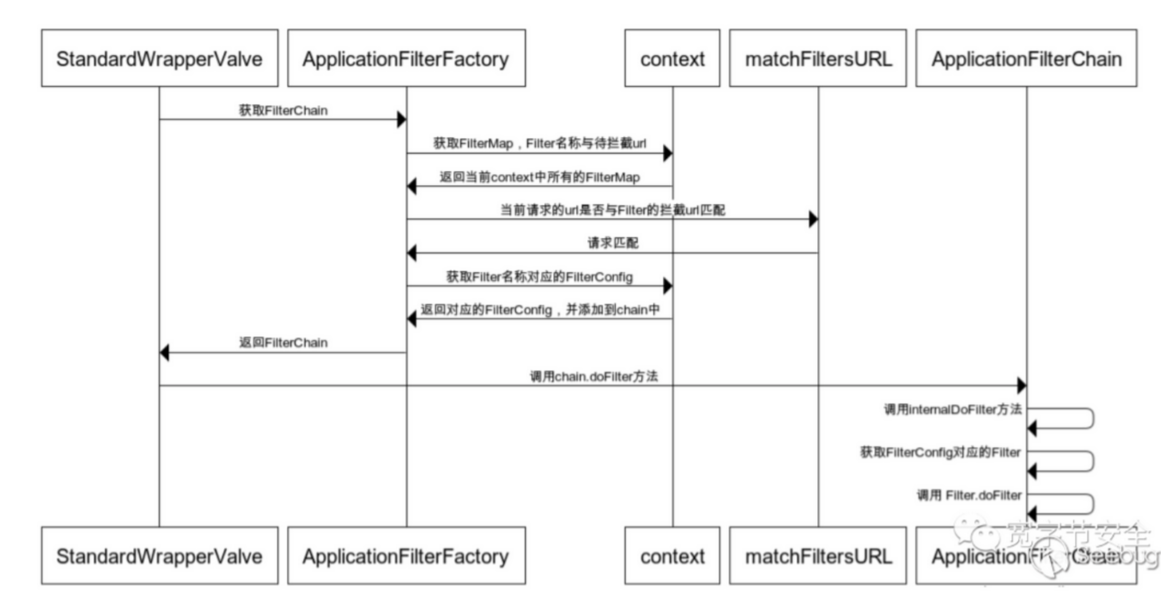 StandardWrapperValve
ApplicationFilterFactory
context
matchFiltersURL
ApplicationFilterChain
获取FilterChain
获取FilterMap，Filter名称与待拦截url
返回当前context中所有的FilterMap
当前请求的url是否与Filter的拦截url匹配
请求匹配
获取Filter名称对应的FilterConfig
返回对应的FilterConfig，并添加到chain中
返回FilterChain
调用chain.doFilter方法
调用internalDoFilter方法
获取FilterConfig对应的Filter
调用 Filter.doFilter
StandardWrapperValve
ApplicationFilterFactory
context
matchFiltersURL
ApplicationFilterChain
宽字节安全